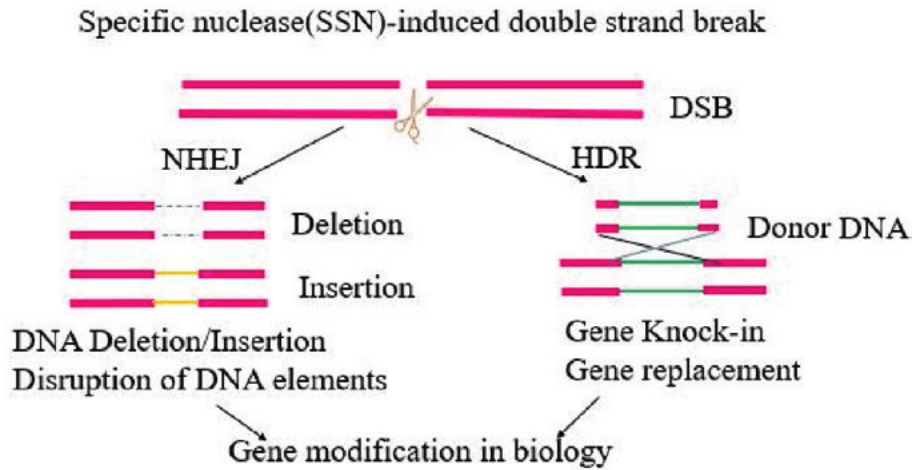 Specific nuclease(SSN)-induced double strand break
DSB
NHEJ
HDR
Deletion
Donor DNA
Insertion
DNA Deletion/Insertion
Disruption of DNA elements
Gene Knock-in
Gene replacement
Gene modification in biology